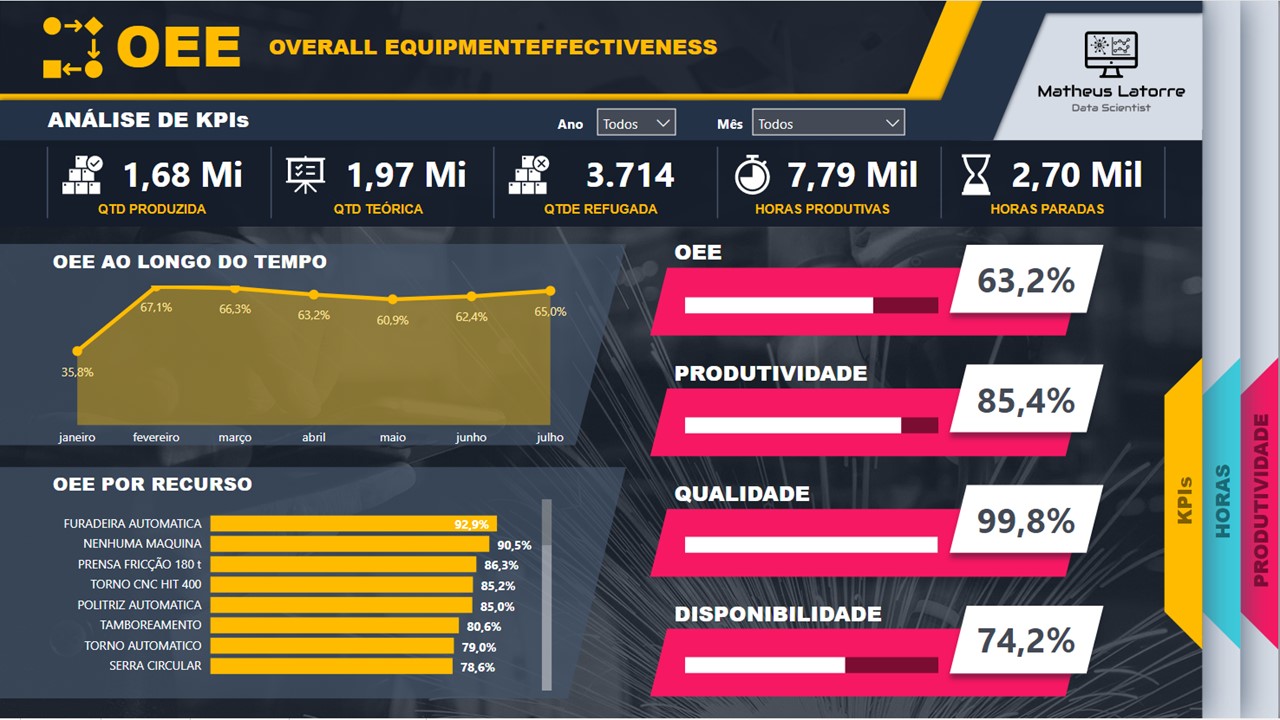 OEE
OVERALL EQUIPMENTEFFECTIVENESS
Matheus Latorre
Data Scientist
ANÁLISE DE KPIs
Ano
Todos
Mês
Todos
1,68 Mi
QTD PRODUZIDA
1,97 Mi
QTD TEÓRICA
3.714
QTDE REFUGADA
7,79 Mil
HORAS PRODUTIVAS
2,70 Mil
HORAS PARADAS
OEE AO LONGO DO TEMPO
35,8%
67,1%
66,3%
63,2%
60,9%
62,4%
65,0%
janeiro
fevereiro
março
abril
maio
junho
julho
OEE POR RECURSO
FURADEIRA AUTOMATICA 92,9%
NENHUMA MAQUINA 90,5%
PRENSA FRICÇÃO 180 t 86,3%
TORNO CNC HIT 400 85,2%
POLITRIZ AUTOMATICA 85,0%
TAMBOREAMENTO 80,6%
TORNO AUTOMATICO 79,0%
SERRA CIRCULAR 78,6%
OEE
63,2%
PRODUTIVIDADE
85,4%
QUALIDADE
99,8%
DISPONIBILIDADE
74,2%
KPIs
HORAS
PRODUTIVIDADE